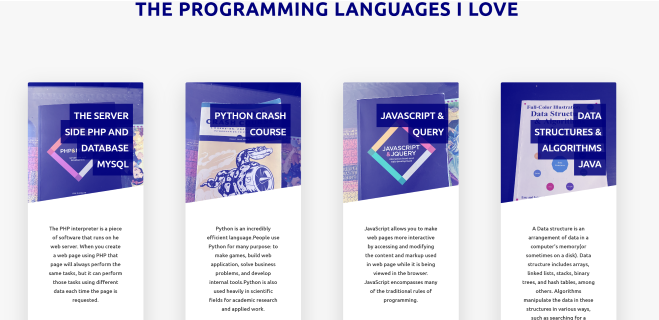 THE PROGRAMMING LANGUAGES I LOVE
THE SERVER
SIDE PHP AND
DATABASE
MYSQL
The PHP interpreter is a piece
of software that runs on he
web server. When you create
a web page using PHP that
page will always perform the
same tasks, but it can perform
those tasks using different
data each time the page is
requested.
PYTHON CRASH
COURSE
Python is an incredibly
efficient language.People use
Python for many purpose: to
make games, build web
application, solve business
problems, and develop
internal tools.Python is also
used heavily in scientific
fields for academic research
and applied work.
JAVASCRIPT &
QUERY
JAVASCRIPT
& JQUERY
JavaScript allows you to make
web pages more interactive
by accessing and modifying
the content and markup used
in web page while it is being
viewed in the browser.
JavaScript encompasses many
of the traditional rules of
programming.
DATA
STRUCTURES &
ALGORITHMS
JAVA
Full-Color Illustrat
Data Struct
A Data structure is an
arrangement of data in a
computer's memory(or
sometimes on a disk). Data
structure includes arrays,
linked lists, stacks, binary
trees, and hash tables, among
others. Algorithms
manipulate the data in these
structures in various ways,
such as searching for a